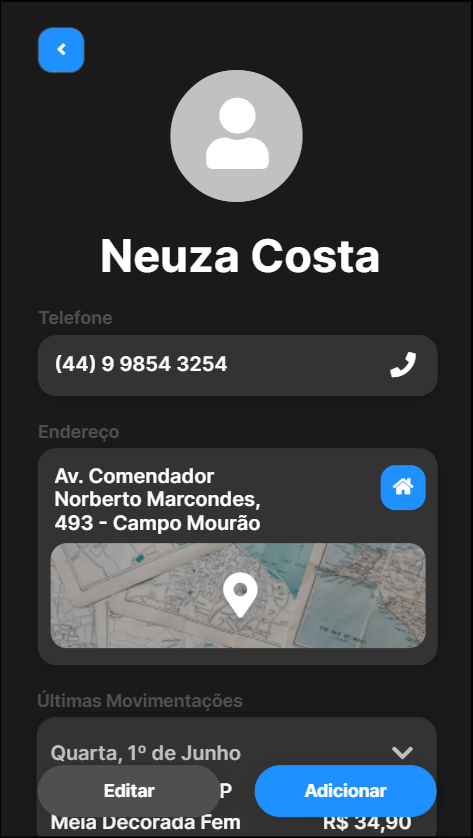 Neuza Costa
Telefone
(44) 9 9854 3254
Endereço
Av. Comendador
Norberto Marcondes,
493 - Campo Mourão
Últimas Movimentações
Quarta, 1º de Junho
Editar
P
Adicionar
Meia Decorada Fem
R$ 34,90